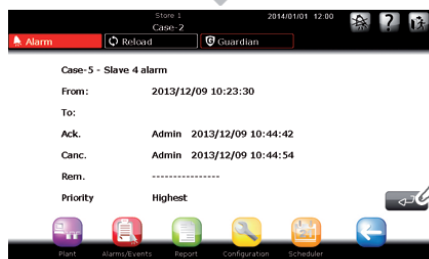 Store 1
2014/01/01 12:00
Case-2
Alarm
Reload
Guardian
Case-5 - Slave 4 alarm
From: 2013/12/09 10:23:30
To:
Ack. Admin 2013/12/09 10:44:42
Canc. Admin 2013/12/09 10:44:54
Rem. ----------------
Priority Highest
Plant Alarms/Events Report Configuration Scheduler